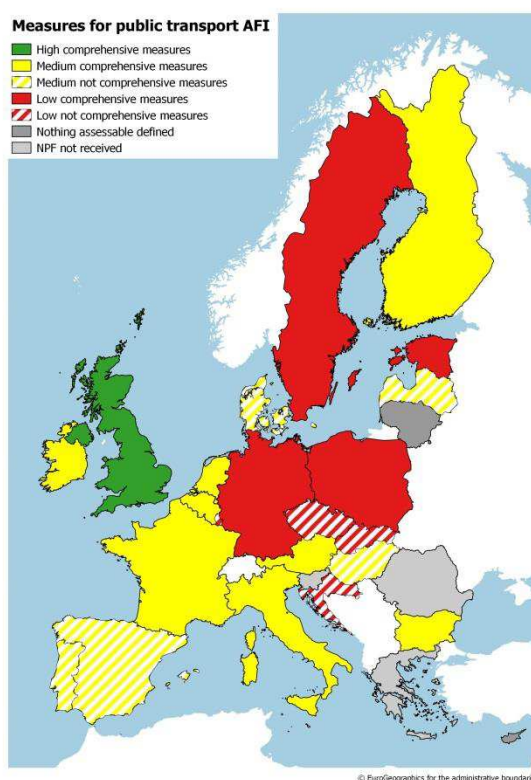 Measures for public transport AFI
High comprehensive measures
Medium comprehensive measures
Medium not comprehensive measures
Low comprehensive measures
Low not comprehensive measures
Nothing assessable defined
NPF not received
© EuroGeographics for the administrative boundar